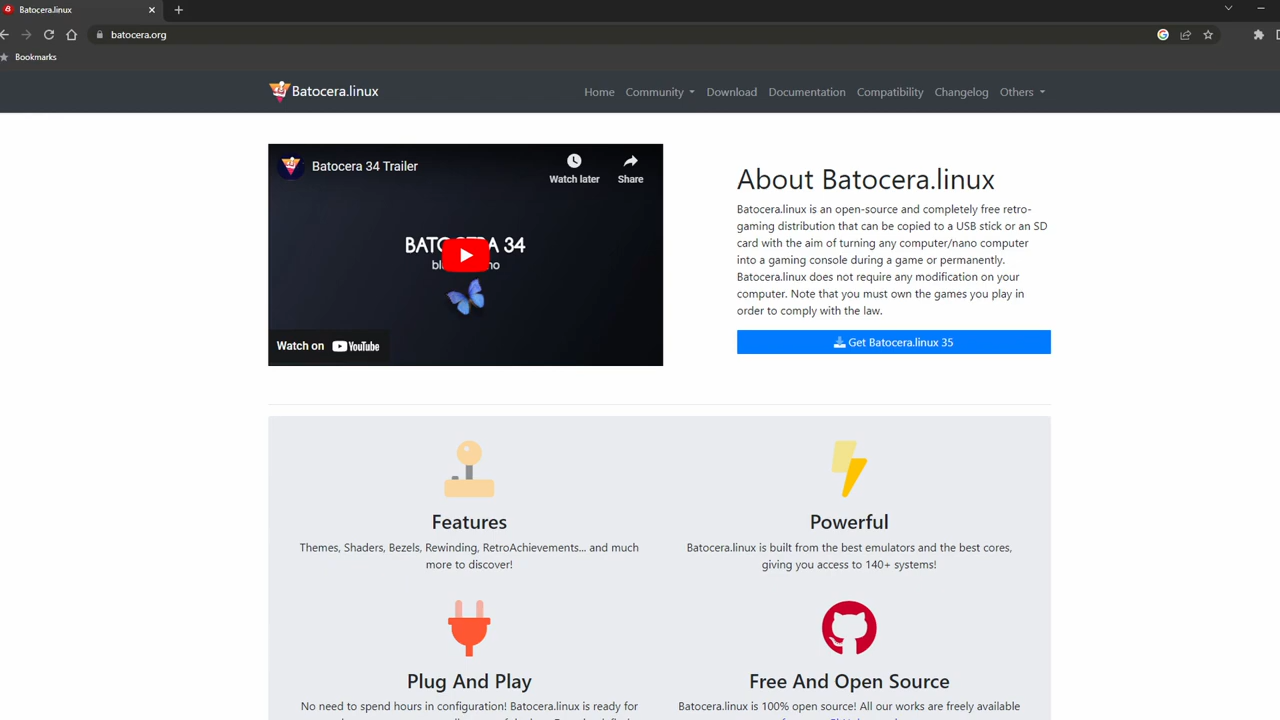 Batocera.linux
batocera.org
Bookmarks
Batocera.linux
Home Community Download Documentation Compatibility Changelog Others
Batocera 34 Trailer
Watch later
Share
BATOCERA 34
Watch on YouTube
About Batocera.linux
Batocera.linux is an open-source and completely free retro-
gaming distribution that can be copied to a USB stick or an SD
card with the aim of turning any computer/nano computer
into a gaming console during a game or permanently.
Batocera.linux does not require any modification on your
computer. Note that you must own the games you play in
order to comply with the law.
Get Batocera.linux 35
Features
Themes, Shaders, Bezels, Rewinding, RetroAchievements... and much
more to discover!
Powerful
Batocera.linux is built from the best emulators and the best cores,
giving you access to 140+ systems!
Plug And Play
No need to spend hours in configuration! Batocera.linux is ready for
Free And Open Source
Batocera.linux is 100% open source! All our works are freely available